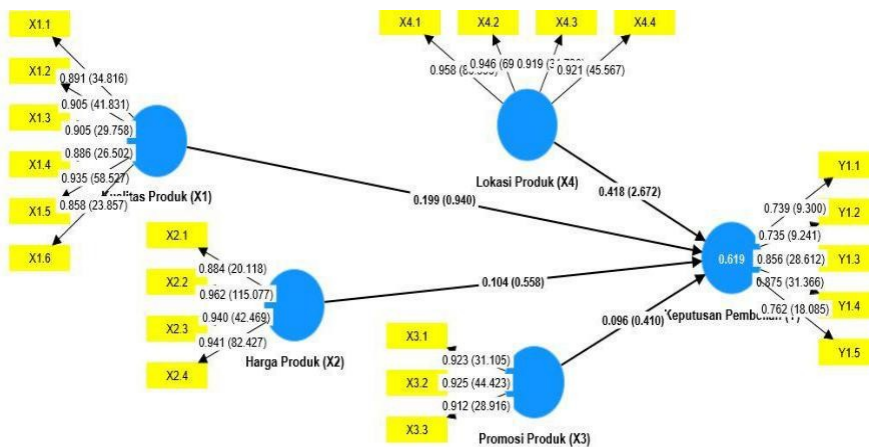 X1.1
X1.2
X1.3
X1.4
X1.5
X1.6
0.891 (34.816)
0.905 (41.831)
0.905 (29.758)
0.886 (26.502)
0.935 (58.527)
0.858 (23.857)
Produk (X1)
X4.1
X4.2
X4.3
X4.4
0.958
0.946
0.919
0.921 (45.567)
Lokasi Produk (X4)
0.199 (0.940)
0.418 (2.672)
X2.1
X2.2
X2.3
X2.4
0.884 (20.118)
0.962 (115.077)
0.940 (42.469)
0.941 (82.427)
Harga Produk (X2)
0.104 (0.558)
X3.1
X3.2
X3.3
0.923 (31.105)
0.925 (44.423)
0.912 (28.916)
Promosi Produk (X3)
0.096 (0.410)
0.619
Keputusan
Y1.1
Y1.2
Y1.3
Y1.4
Y1.5
0.739 (9.300)
0.735 (9.241)
0.856 (28.612)
0.875 (31.366)
0.762 (18.085)